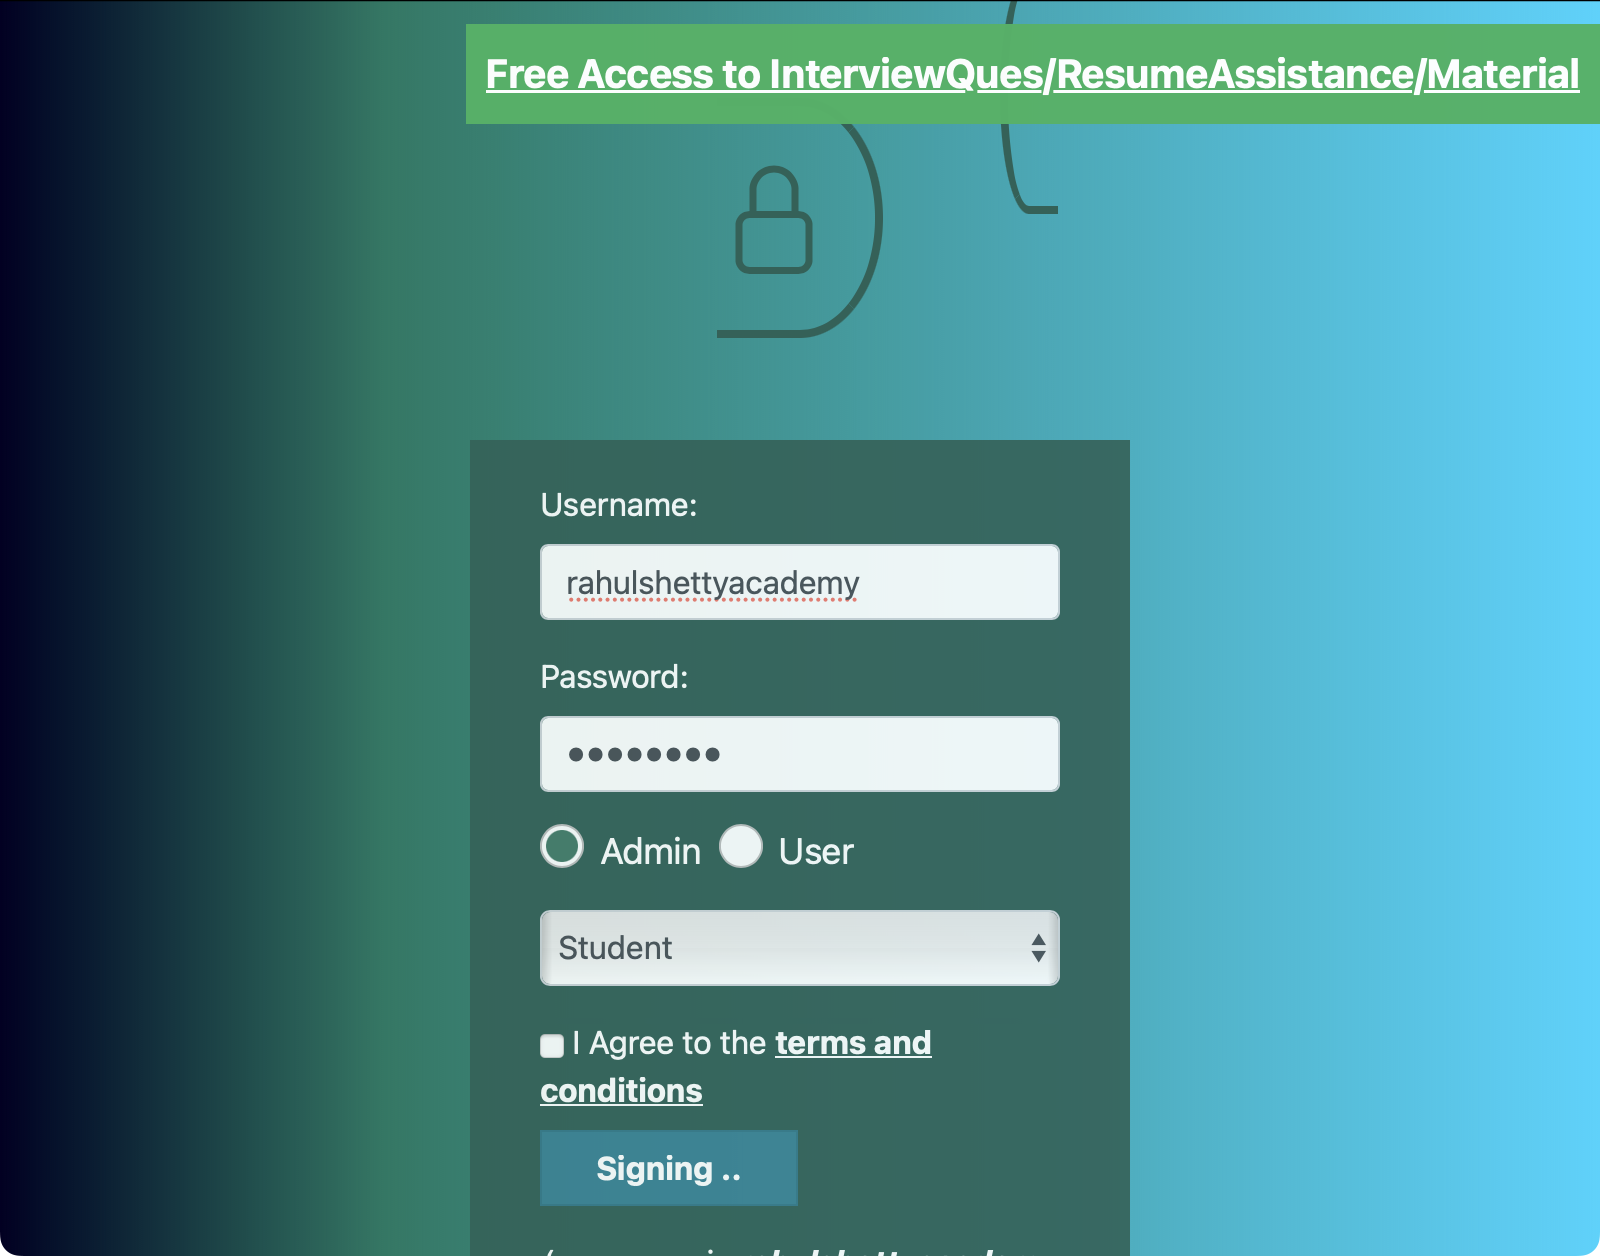 Free Access to InterviewQues/ResumeAssistance/Material
Username:
rahulshettyacademy
Password:
••••••••
Admin User
Student
I Agree to the terms and
conditions
Signing ..